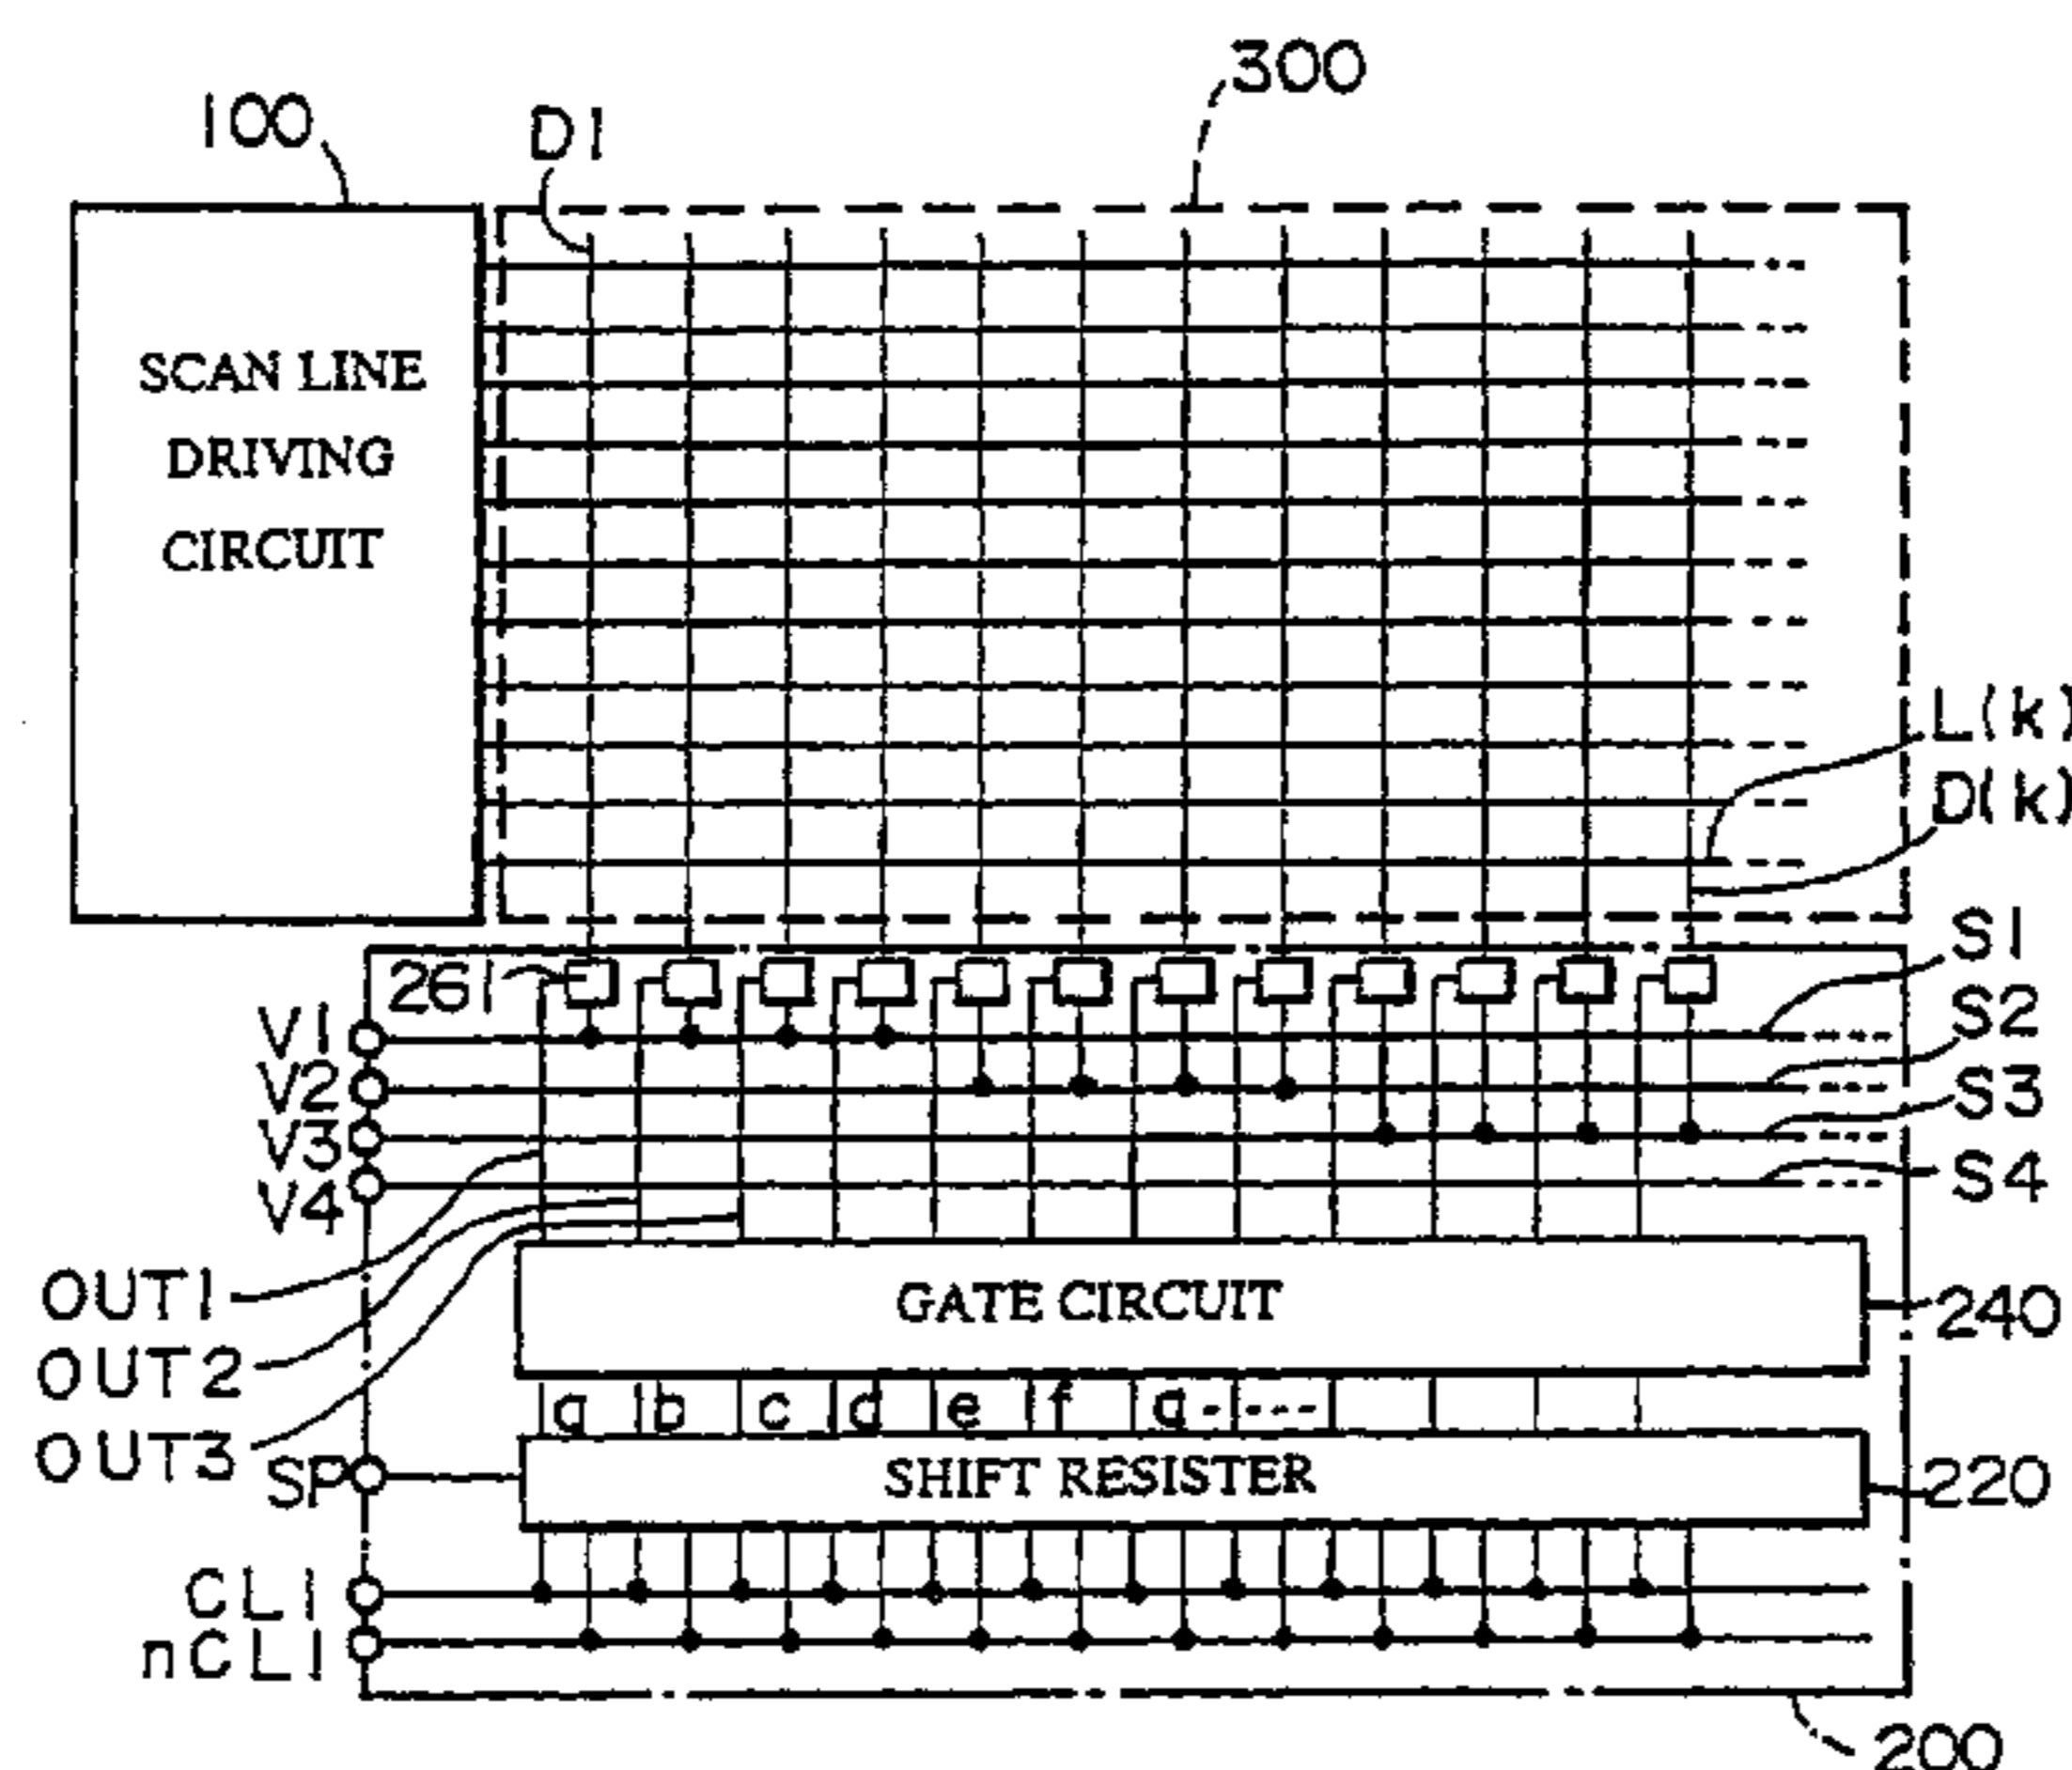 300
100
D1
SCAN LINE
DRIVING
CIRCUIT
L(k)
D(k)
S1
261
S2
V1
V2
S3
V3
S4
V4
OUT1
GATE CIRCUIT
240
OUT2
a b c d e f g
OUT3
SP
SHIFT RESISTER
220
CL1
nCL1
200